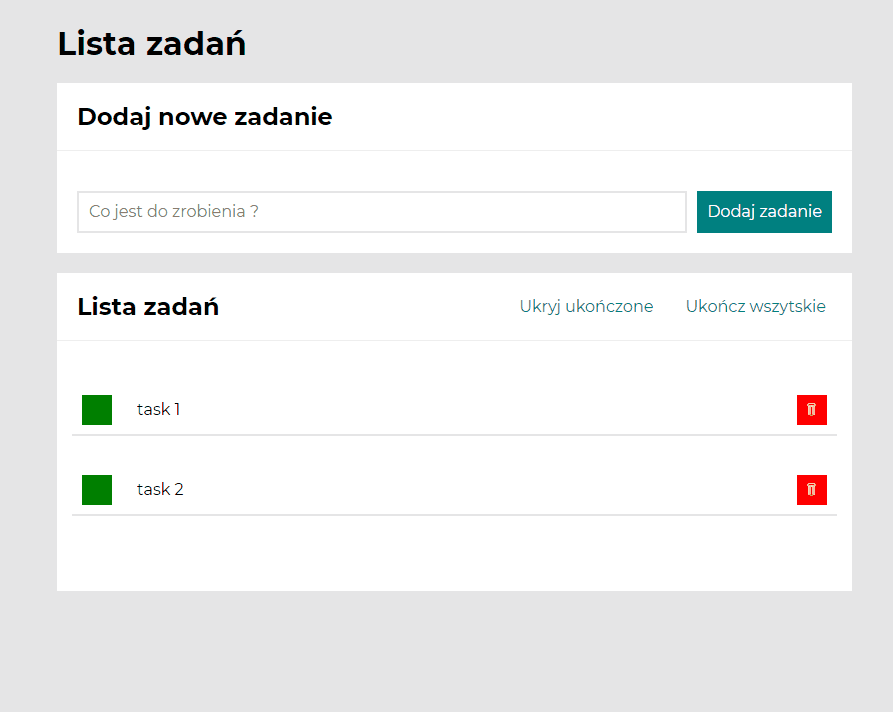 Lista zadań
Dodaj nowe zadanie
Co jest do zrobienia ?
Dodaj zadanie
Lista zadań
Ukryj ukończone
Ukończ wszytskie
task 1
task 2